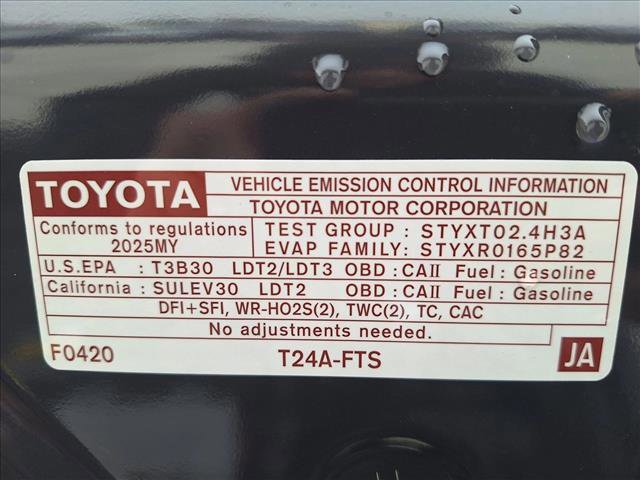 TOYOTA VEHICLE EMISSION CONTROL INFORMATION
TOYOTA MOTOR CORPORATION
Conforms to regulations TEST GROUP : STYXT02.4H3A
2025MY EVAP FAMILY: STYXR0165P82
U.S.EPA : T3B30 LDT2/LDT3 OBD : CAII Fuel : Gasoline
California : SULEV30 LDT2 OBD : CAII Fuel : Gasoline
DFI+SFI, WR-HO2S(2), TWC(2), TC, CAC
No adjustments needed.
F0420 T24A-FTS JA